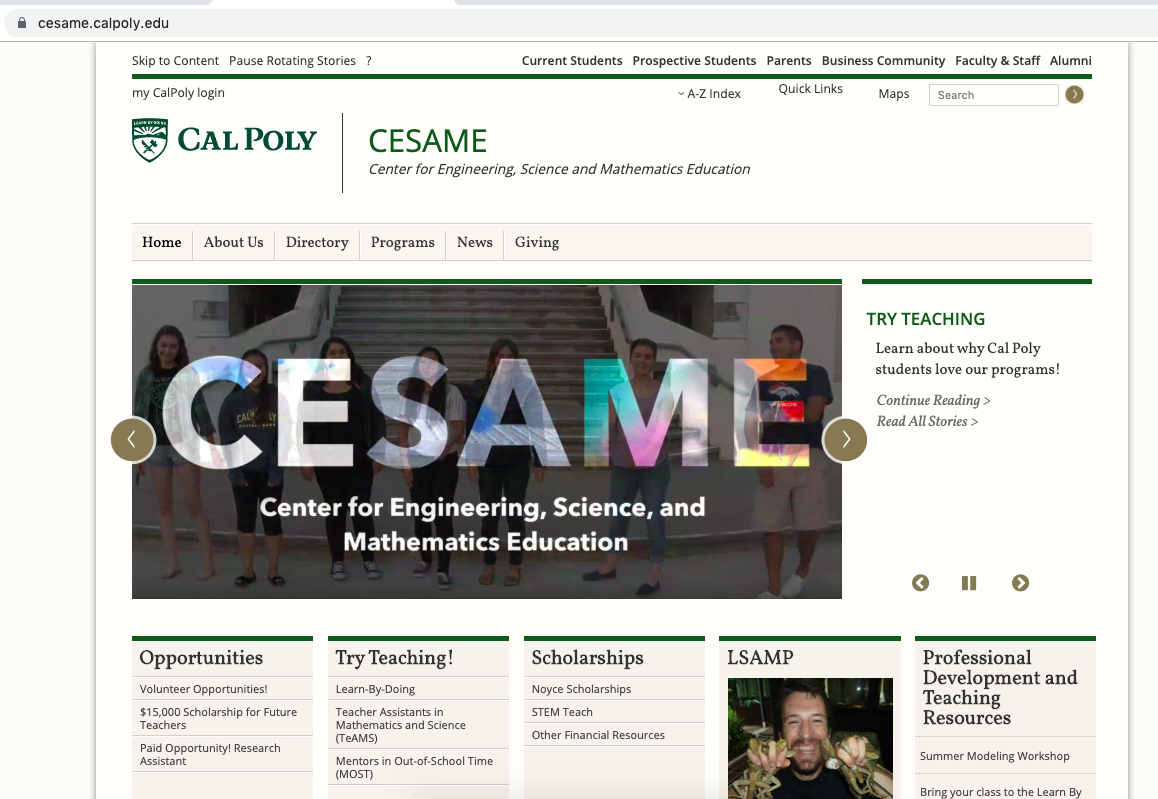 cesame.calpoly.edu
Skip to Content Pause Rotating Stories ? Current Students Prospective Students Parents Business Community Faculty & Staff Alumni
my CalPoly login A-Z Index Quick Links Maps Search
LEARN BY DOING
CAL POLY
CESAME
Center for Engineering, Science and Mathematics Education
Home About Us Directory Programs News Giving
CESAME
Center for Engineering, Science, and
Mathematics Education
TRY TEACHING
Learn about why Cal Poly
students love our programs!
Continue Reading >
Read All Stories >
Opportunities
Volunteer Opportunities!
$15,000 Scholarship for Future
Teachers
Paid Opportunity! Research
Assistant
Try Teaching!
Learn-By-Doing
Teacher Assistants in
Mathematics and Science
(TeAMS)
Mentors in Out-of-School Time
(MOST)
Scholarships
Noyce Scholarships
STEM Teach
Other Financial Resources
LSAMP
Professional
Development and
Teaching
Resources
Summer Modeling Workshop
Bring your class to the Learn By